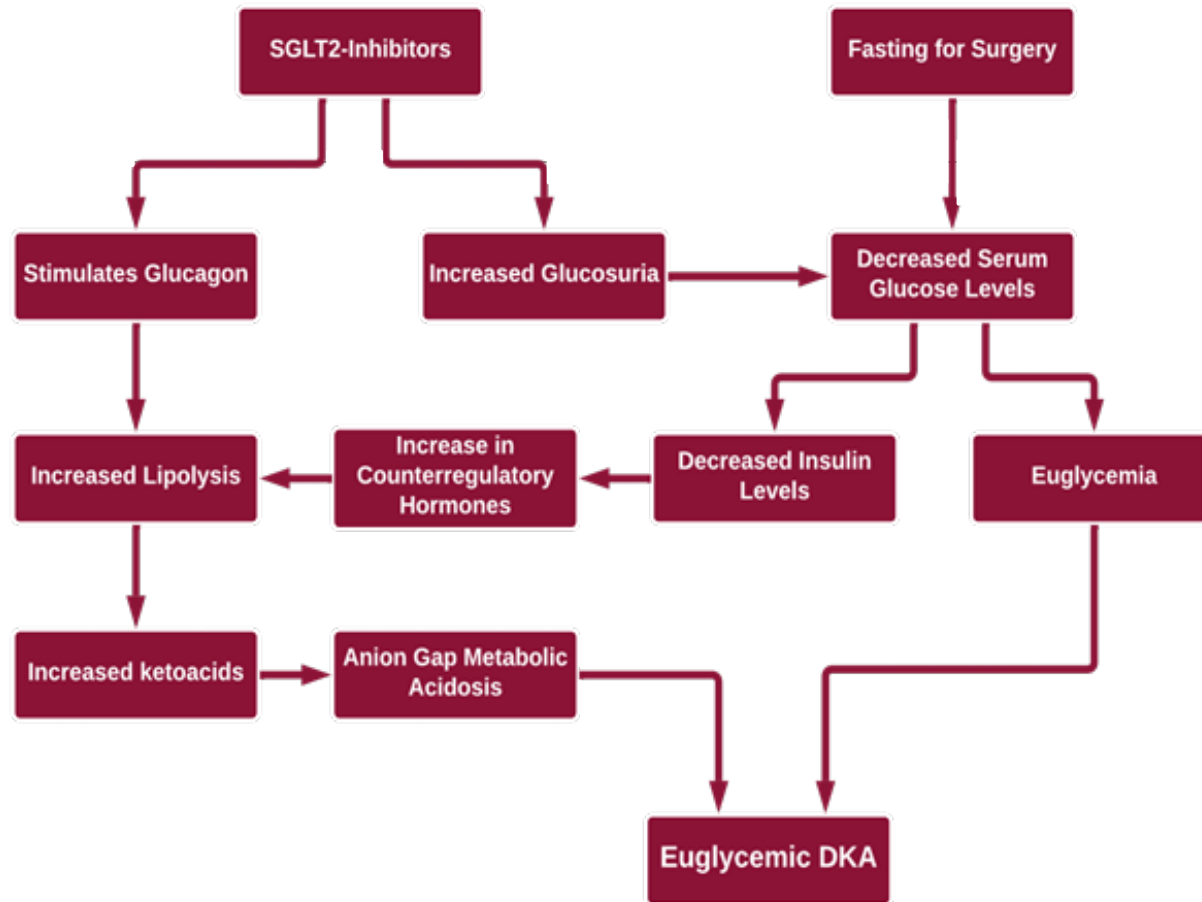 SGLT2-Inhibitors
Fasting for Surgery
Stimulates Glucagon
Increased Glucosuria
Decreased Serum
Glucose Levels
Increased Lipolysis
Increase in
Counterregulatory
Hormones
Decreased Insulin
Levels
Euglycemia
Increased ketoacids
Anion Gap Metabolic
Acidosis
Euglycemic DKA